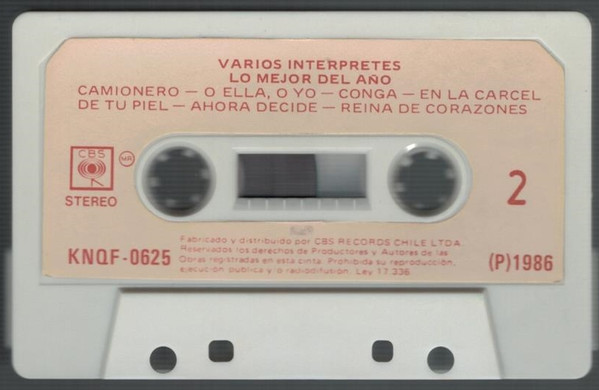 VARIOS INTERPRETES
LO MEJOR DEL AÑO
CAMIONERO — O ELLA, O YO — CONGA — EN LA CARCEL
DE TU PIEL — AHORA DECIDE — REINA DE CORAZONES
CBS
MR
STEREO
2
KNQF-0625
Fabricado y distribuido por CBS RECORDS CHILE LTDA.
Reservados los derechos de Productores y Autores de las
Obras registradas en esta cinta. Prohibida su reproducción,
ejecución publica y/o radiodifusion. Ley 17.336
(P)1986